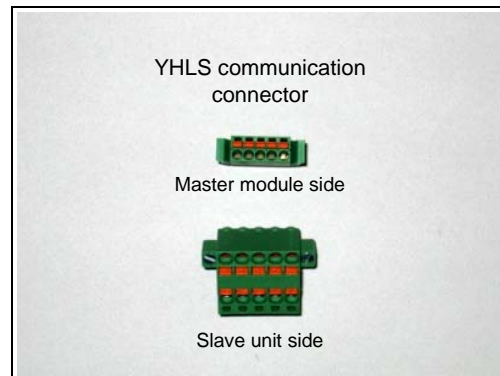 YHLS communication
connector
Master module side
Slave unit side